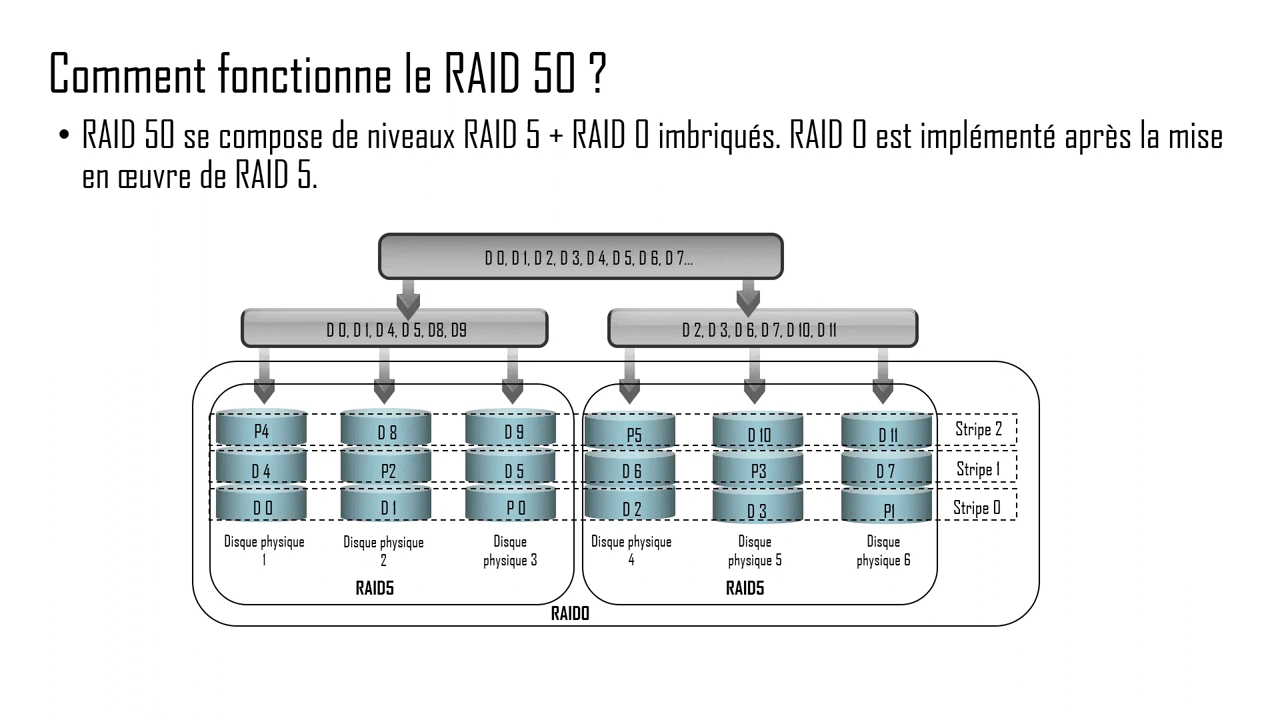 Comment fonctionne le RAID 50 ?
• RAID 50 se compose de niveaux RAID 5 + RAID 0 imbriqués. RAID 0 est implémenté après la mise
en œuvre de RAID 5.
D 0, D 1, D 2, D 3, D 4, D 5, D 6, D 7...
D 0, D 1, D 4, D 5, D8, D9
D 2, D 3, D 6, D 7, D 10, D 11
P4 D 8 D 9 P5 D 10 D 11 Stripe 2
D 4 P2 D 5 D 6 P3 D 7 Stripe 1
D 0 D 1 P 0 D 2 D 3 P1 Stripe 0
Disque physique
1
Disque physique
2
Disque
physique 3
Disque physique
4
Disque
physique 5
Disque
physique 6
RAID5
RAID5
RAID0